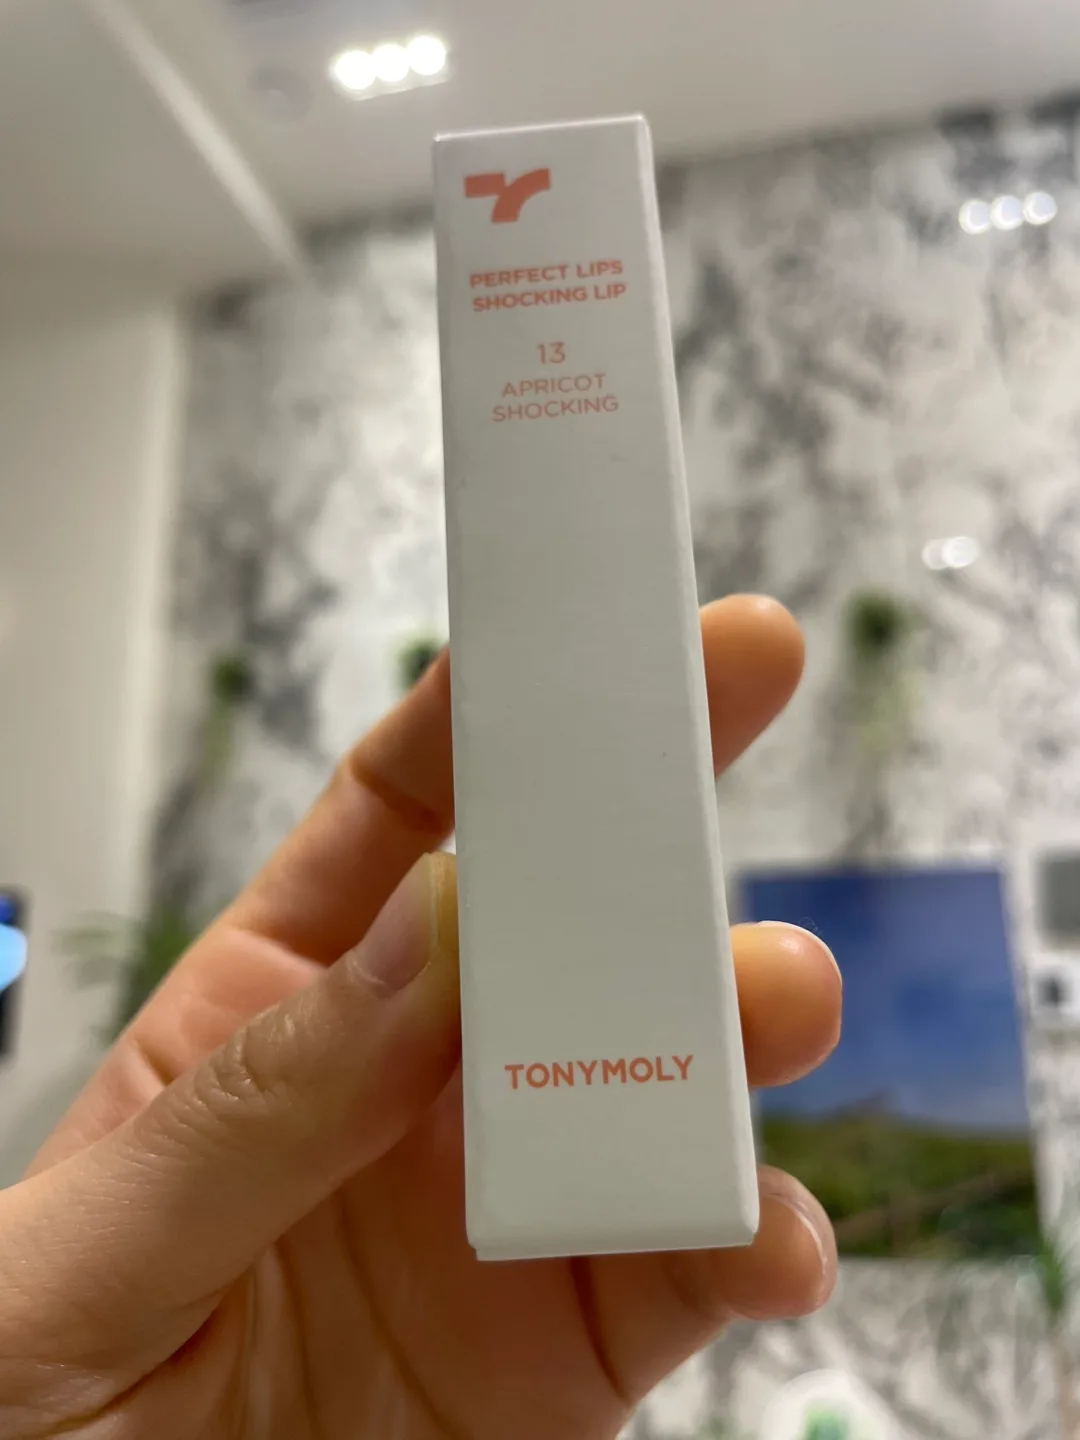 PERFECT LIPS
SHOCKING LIP
13
APRICOT
SHOCKING
TONYMOLY